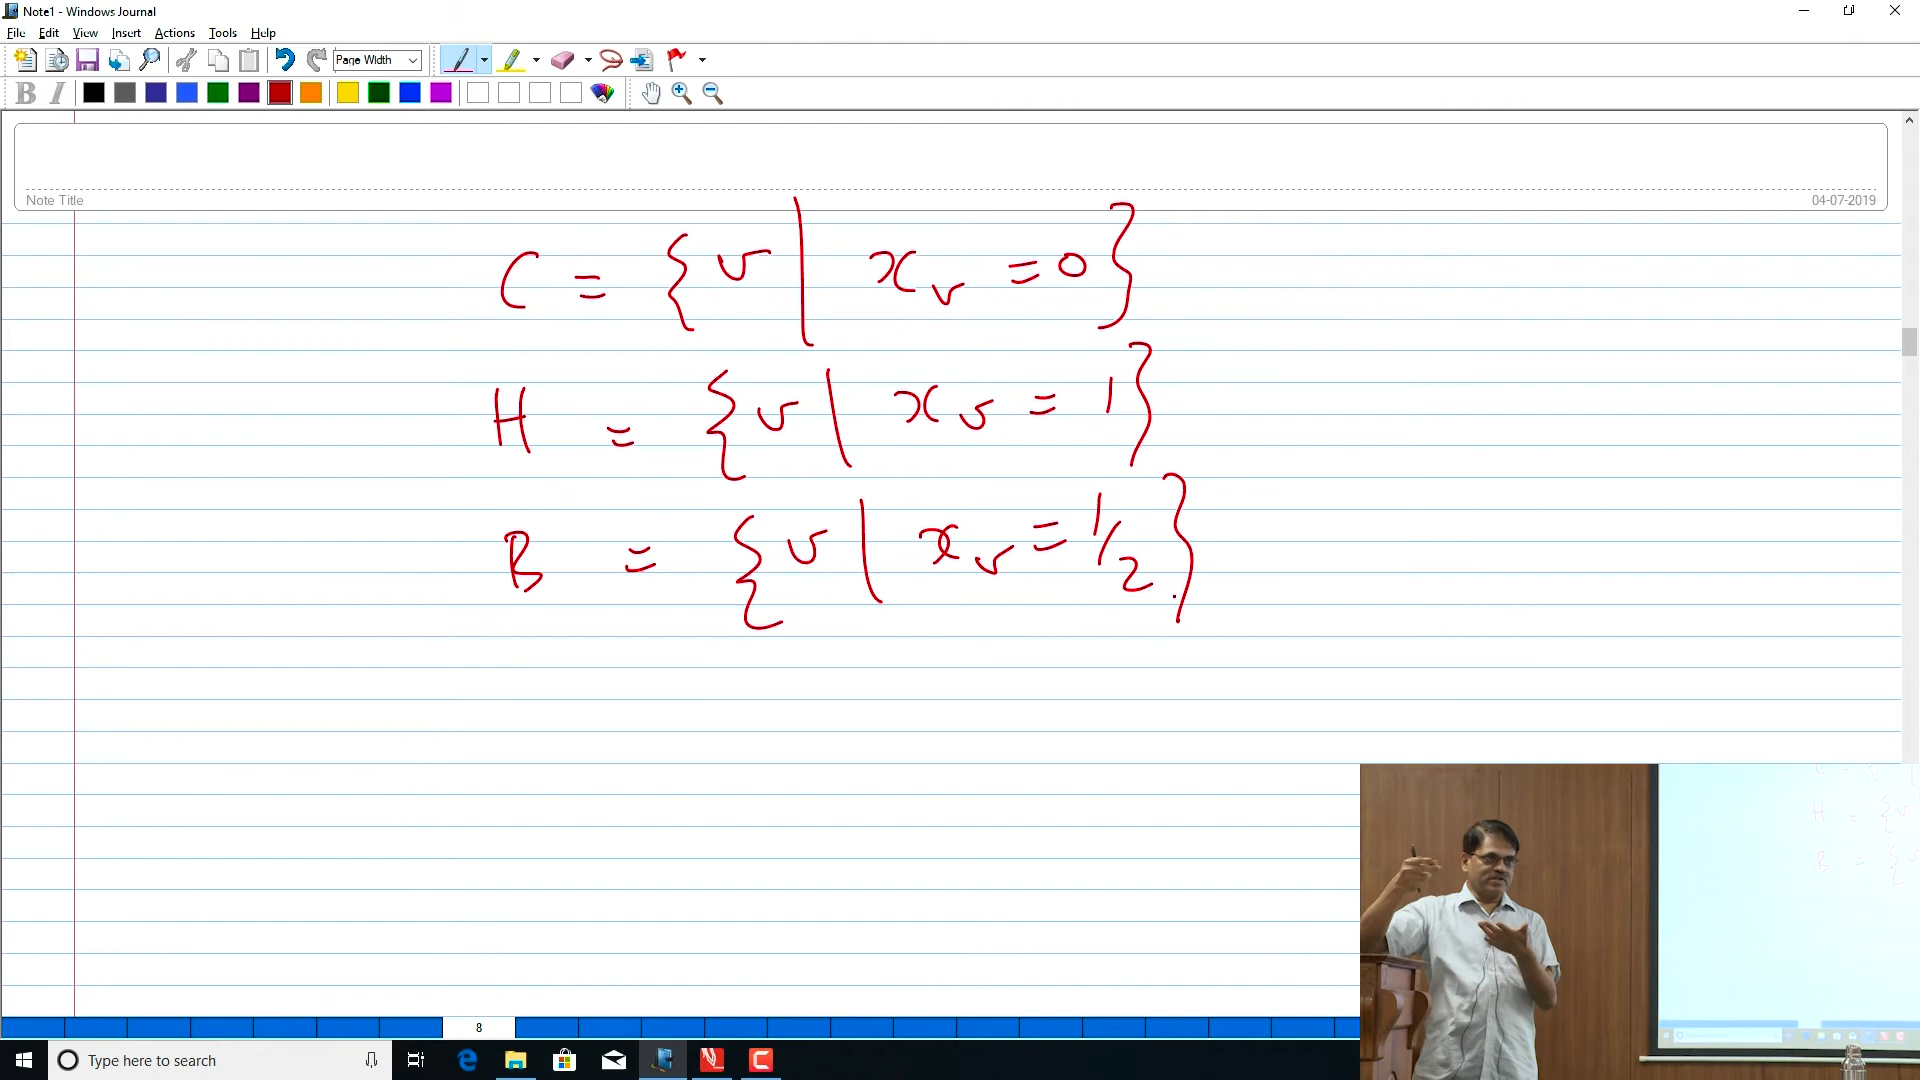 Note1 - Windows Journal
File Edit View Insert Actions Tools Help
Page Width
B I
Note Title
04-07-2019
C = {v | x_v = 0}
H = {v | x_v = 1}
B = {v | x_v = 1/2}
8
Type here to search